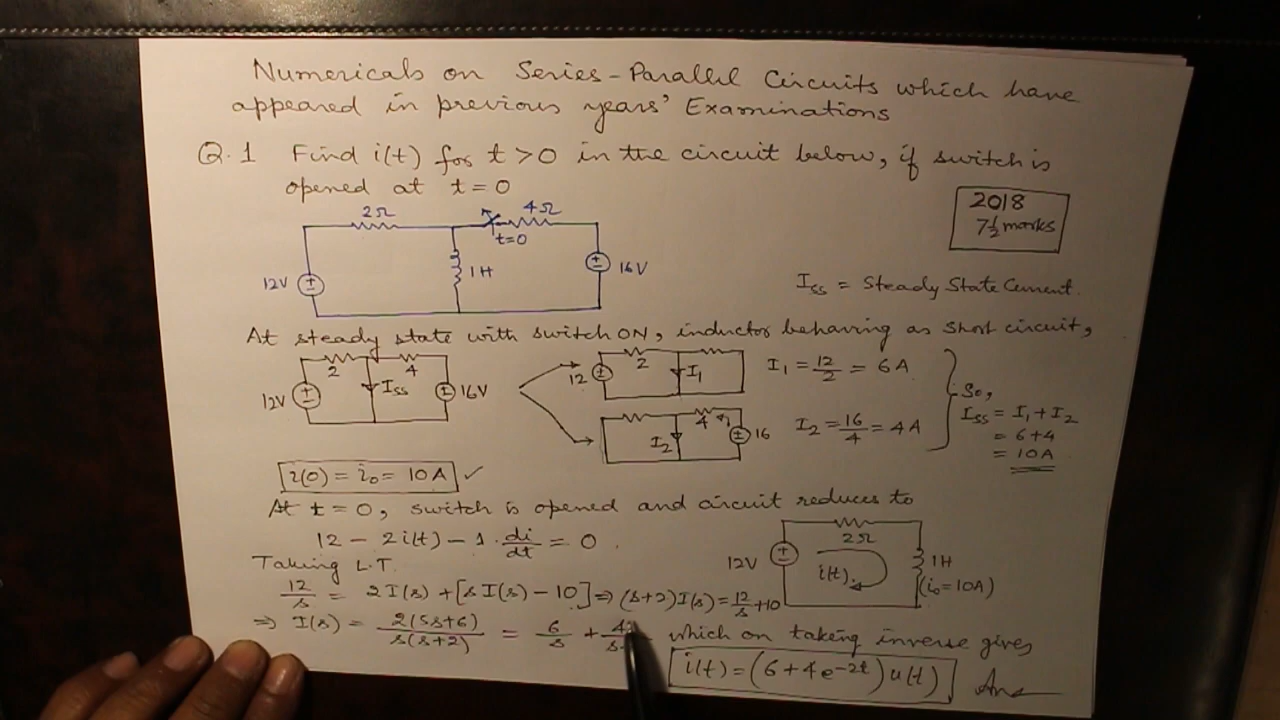 Numericals on Series-Parallel Circuits which have
appeared in previous years' Examinations
Q.1 Find i(t) for t>0 in the circuit below, if switch is
opened at t=0
2018
7½ marks
2Ω
4Ω
t=0
12V
1H
16V
Iss = Steady State Current.
At steady state with switch ON, inductor behaving as short circuit,
2
4
12V
Iss
16V
12
2
I₁
I₁ = 12/2 = 6A
I₂
4
16
I₂ = 16/4 = 4A
So,
Iss = I₁+I₂
= 6+4
= 10A
i(0) = i₀ = 10A ✓
At t=0, switch is opened and circuit reduces to
12 - 2i(t) - 1·di/dt = 0.
2Ω
12V
i(t).
1H
(i₀=10A)
Taking L.T.
12/s = 2I(s) + [sI(s) - 10] ⇒ (s+2)I(s) = 12/s + 10
⇒ I(s) = 2(5s+6)/s(s+2) = 6/s + 4/s which on taking inverse gives
i(t) = (6+4e^-2t) u(t) Ans